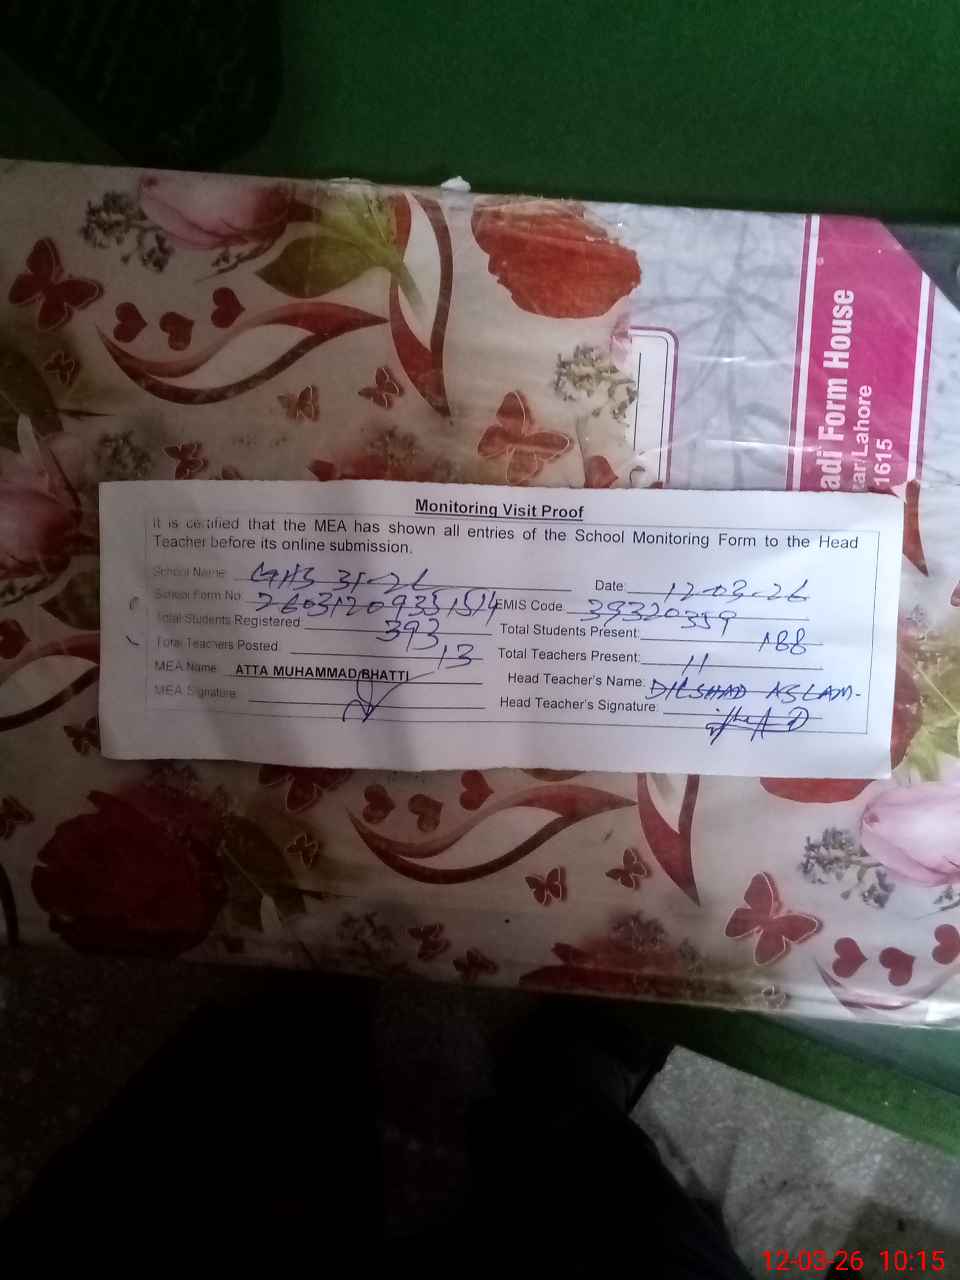 adi Form House
zar/Lahore
1615
Monitoring Visit Proof
It is certified that the MEA has shown all entries of the School Monitoring Form to the Head
Teacher before its online submission.
School Name: GHS 31-2L
Date: 12-03-26
School Form No:
EMIS Code 39320359
Total Students Registered 393
Total Students Present: 188
Total Teachers Posted: 13
Total Teachers Present: 11
MEA Name: ATTA MUHAMMAD BHATTI
Head Teacher's Name: DILSHAD ASLAM-
MEA Signature
Head Teacher's Signature:
12-03-26 10:15